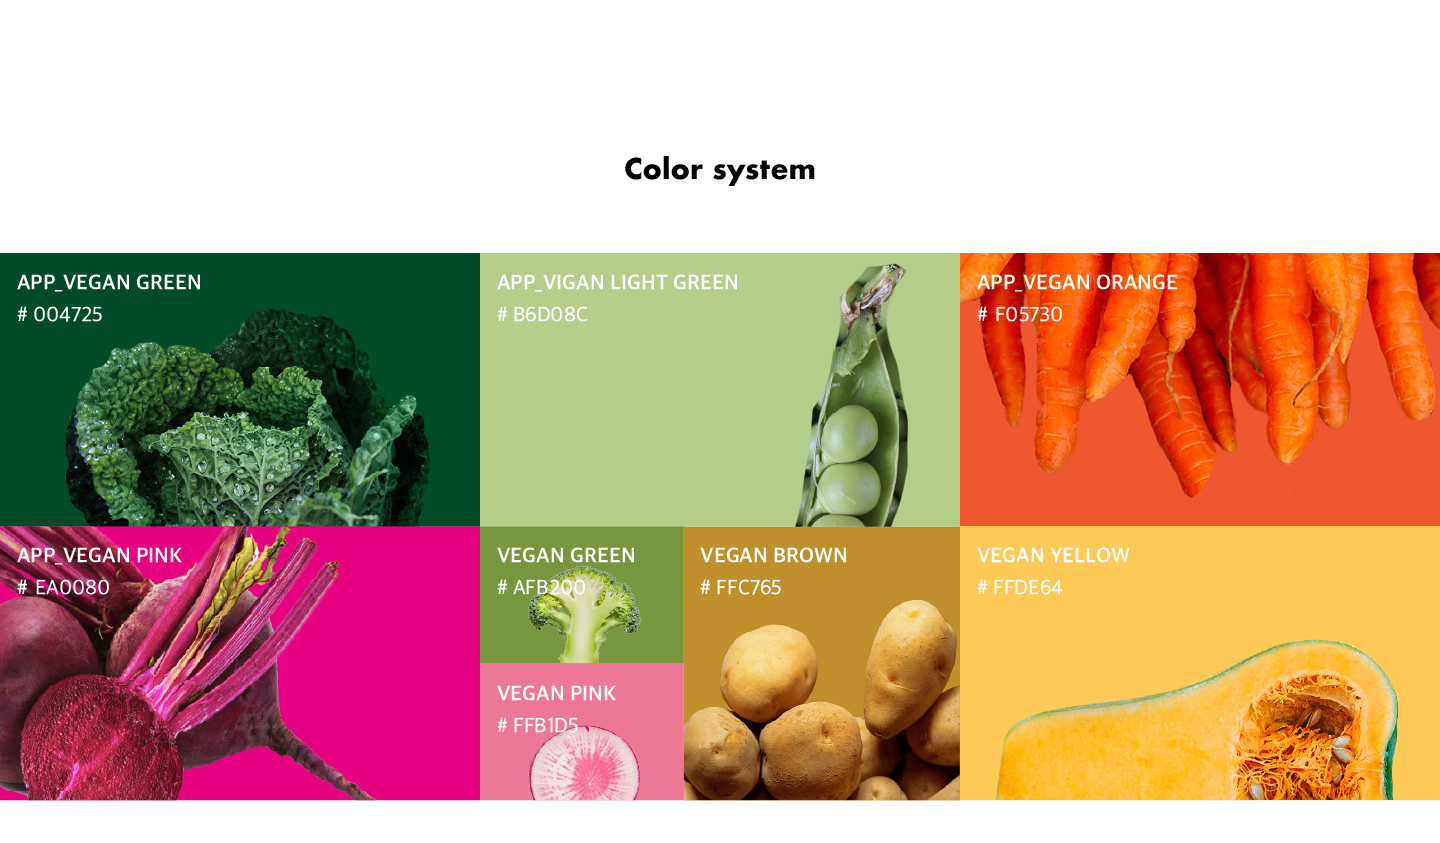 Color system
APP_VEGAN GREEN
# 004725
APP_VIGAN LIGHT GREEN
# B6D08C
APP_VEGAN ORANGE
# F05730
APP_VEGAN PINK
# EA0080
VEGAN GREEN
# AFB200
VEGAN PINK
# FFB1D5
VEGAN BROWN
# FFC765
VEGAN YELLOW
# FFDE64